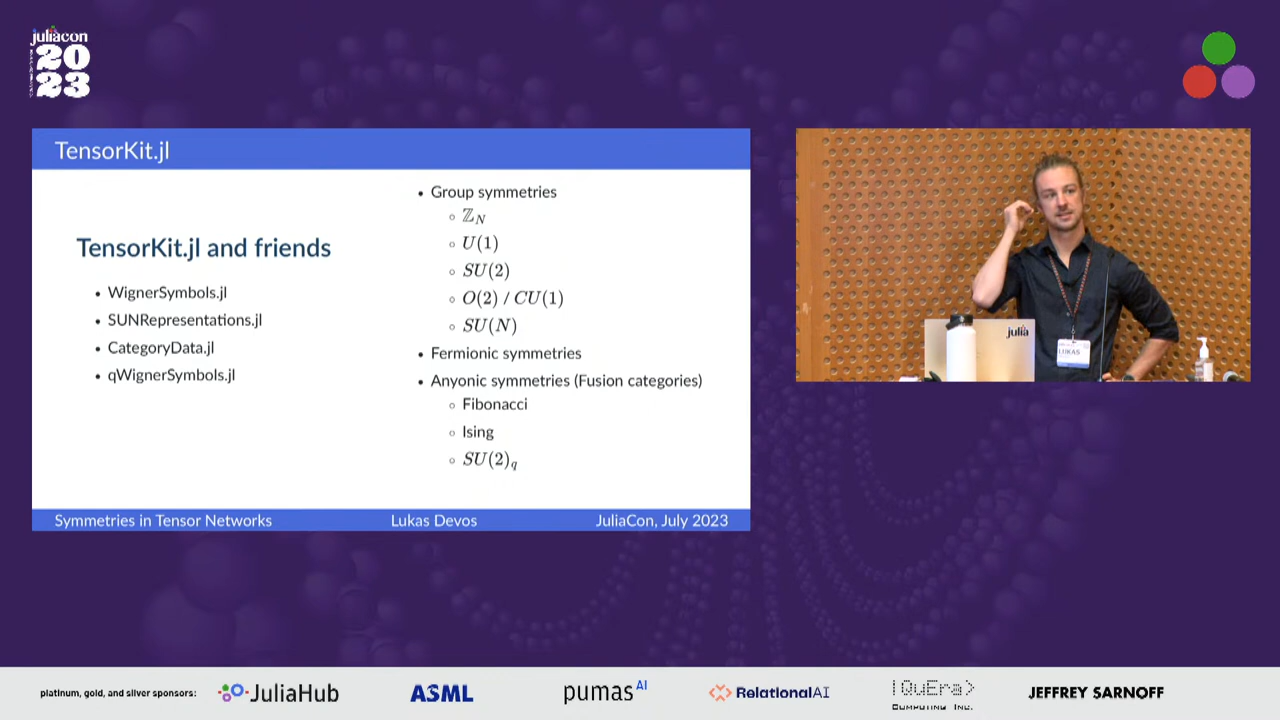 juliacon
20
23
TensorKit.jl
TensorKit.jl and friends
• WignerSymbols.jl
• SUNRepresentations.jl
• CategoryData.jl
• qWignerSymbols.jl
• Group symmetries
◦ ℤ_N
◦ U(1)
◦ SU(2)
◦ O(2) / CU(1)
◦ SU(N)
• Fermionic symmetries
• Anyonic symmetries (Fusion categories)
◦ Fibonacci
◦ Ising
◦ SU(2)_q
Symmetries in Tensor Networks Lukas Devos JuliaCon, July 2023
julia
LUKAS
platinum, gold, and silver sponsors: JuliaHub ASML pumas AI RelationalAI |QuEra> JEFFREY SARNOFF
COMPUTING INC.